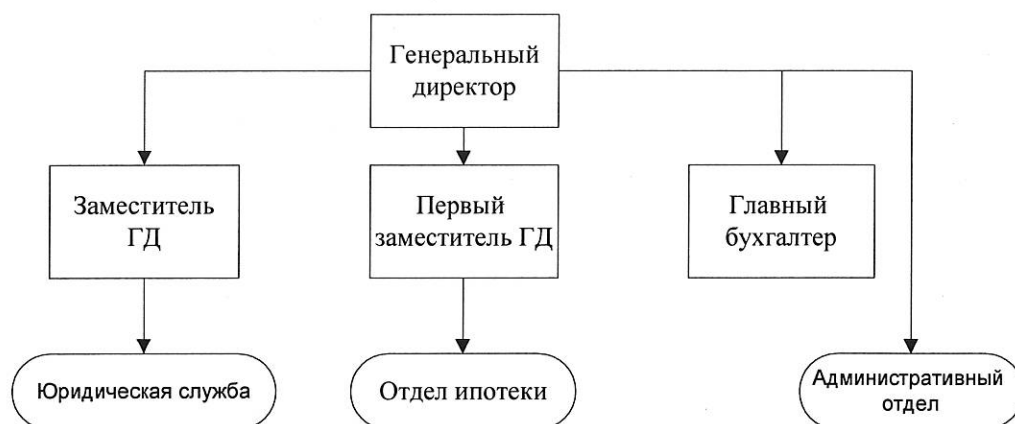 Генеральный
директор
Заместитель
ГД
Первый
заместитель ГД
Главный
бухгалтер
Юридическая служба
Отдел ипотеки
Административный
отдел